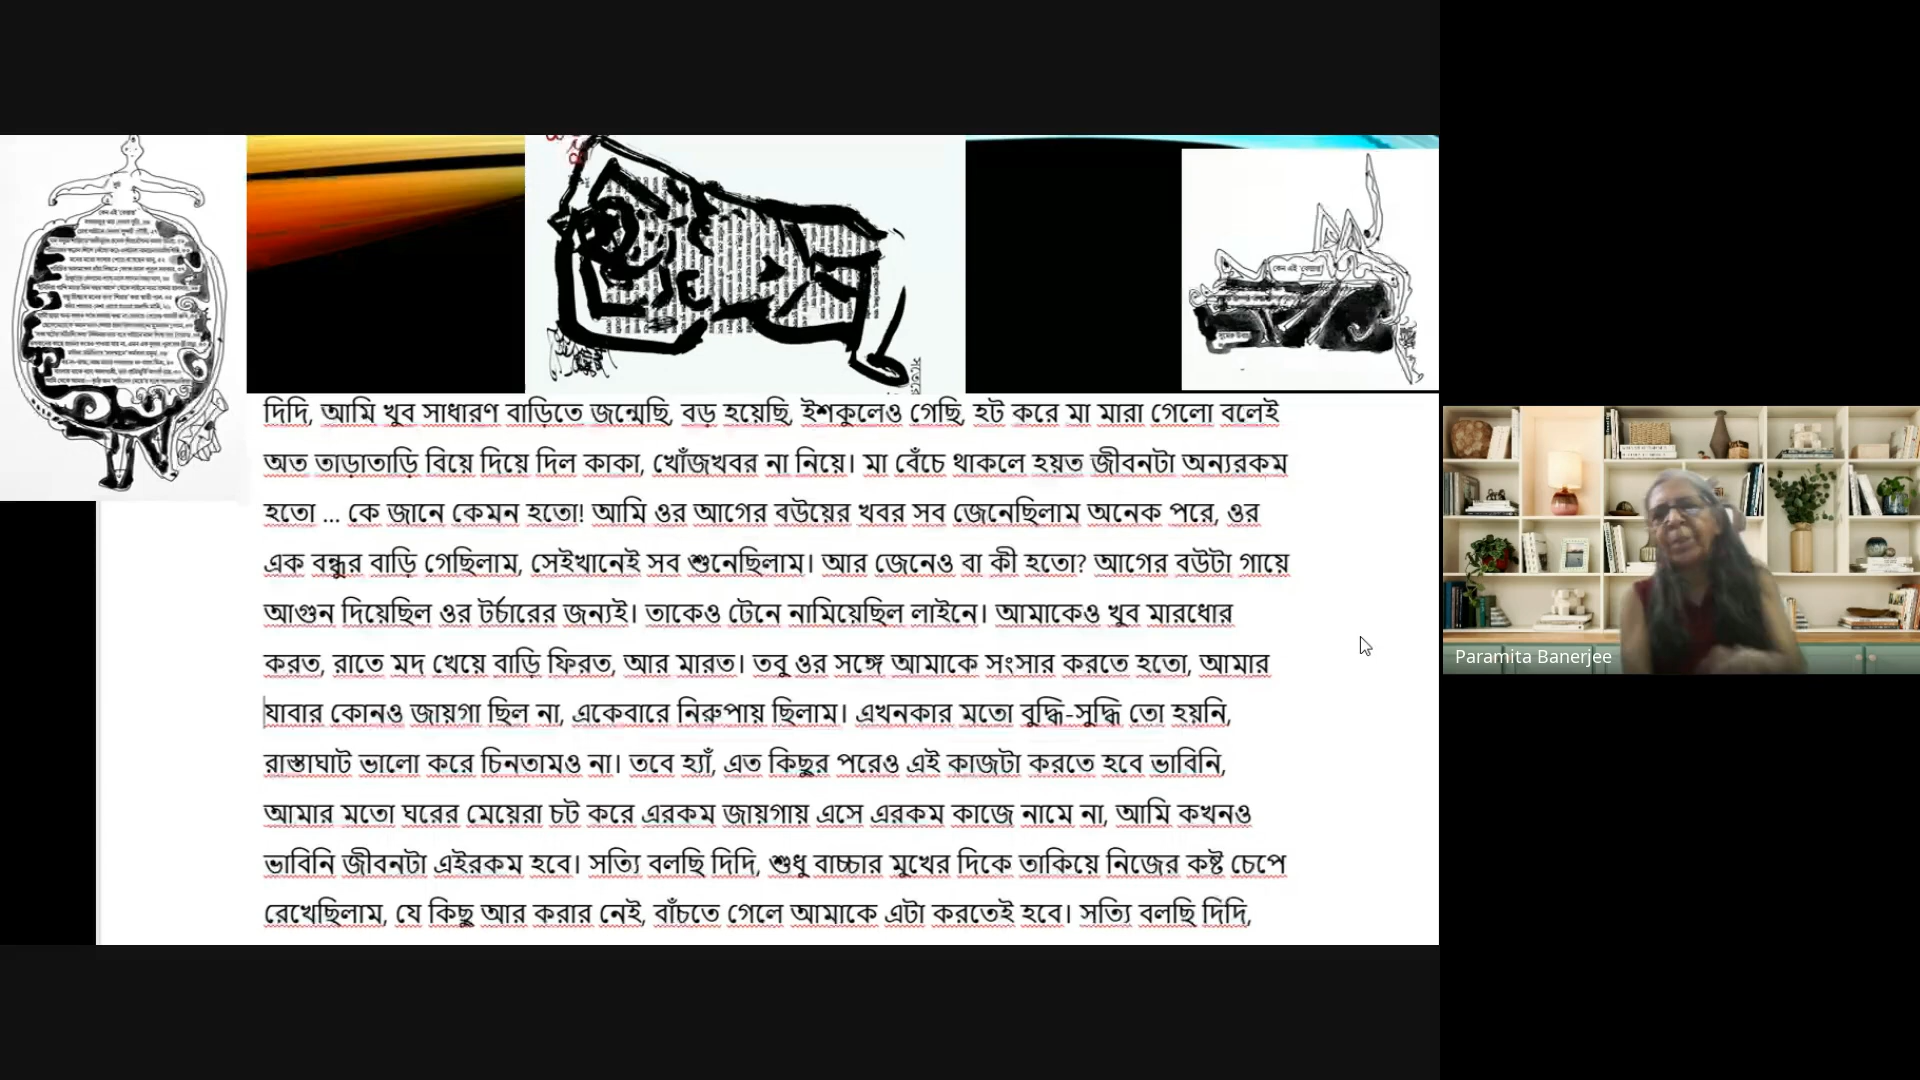 কেন এই 'বেত্তান্ত'
দিদি, আমি খুব সাধারণ বাড়িতে জন্মেছি, বড় হয়েছি, ইশকুলেও গেছি, হট করে মা মারা গেলো বলেই
অত তাড়াতাড়ি বিয়ে দিয়ে দিল কাকা, খোঁজখবর না নিয়ে। মা বেঁচে থাকলে হয়ত জীবনটা অন্যরকম
হতো ... কে জানে কেমন হতো! আমি ওর আগের বউয়ের খবর সব জেনেছিলাম অনেক পরে, ওর
এক বন্ধুর বাড়ি গেছিলাম, সেইখানেই সব শুনেছিলাম। আর জেনেও বা কী হতো? আগের বউটা গায়ে
আগুন দিয়েছিল ওর টর্চারের জন্যই। তাকেও টেনে নামিয়েছিল লাইনে। আমাকেও খুব মারধোর
করত, রাতে মদ খেয়ে বাড়ি ফিরত, আর মারত। তবু ওর সঙ্গে আমাকে সংসার করতে হতো, আমার
যাবার কোনও জায়গা ছিল না, একেবারে নিরুপায় ছিলাম। এখনকার মতো বুদ্ধি-সুদ্ধি তো হয়নি,
রাস্তাঘাট ভালো করে চিনতামও না। তবে হ্যাঁ, এত কিছুর পরেও এই কাজটা করতে হবে ভাবিনি,
আমার মতো ঘরের মেয়েরা চট করে এরকম জায়গায় এসে এরকম কাজে নামে না, আমি কখনও
ভাবিনি জীবনটা এইরকম হবে। সত্যি বলছি দিদি, শুধু বাচ্চার মুখের দিকে তাকিয়ে নিজের কষ্ট চেপে
রেখেছিলাম, যে কিছু আর করার নেই, বাঁচতে গেলে আমাকে এটা করতেই হবে। সত্যি বলছি দিদি,
Paramita Banerjee